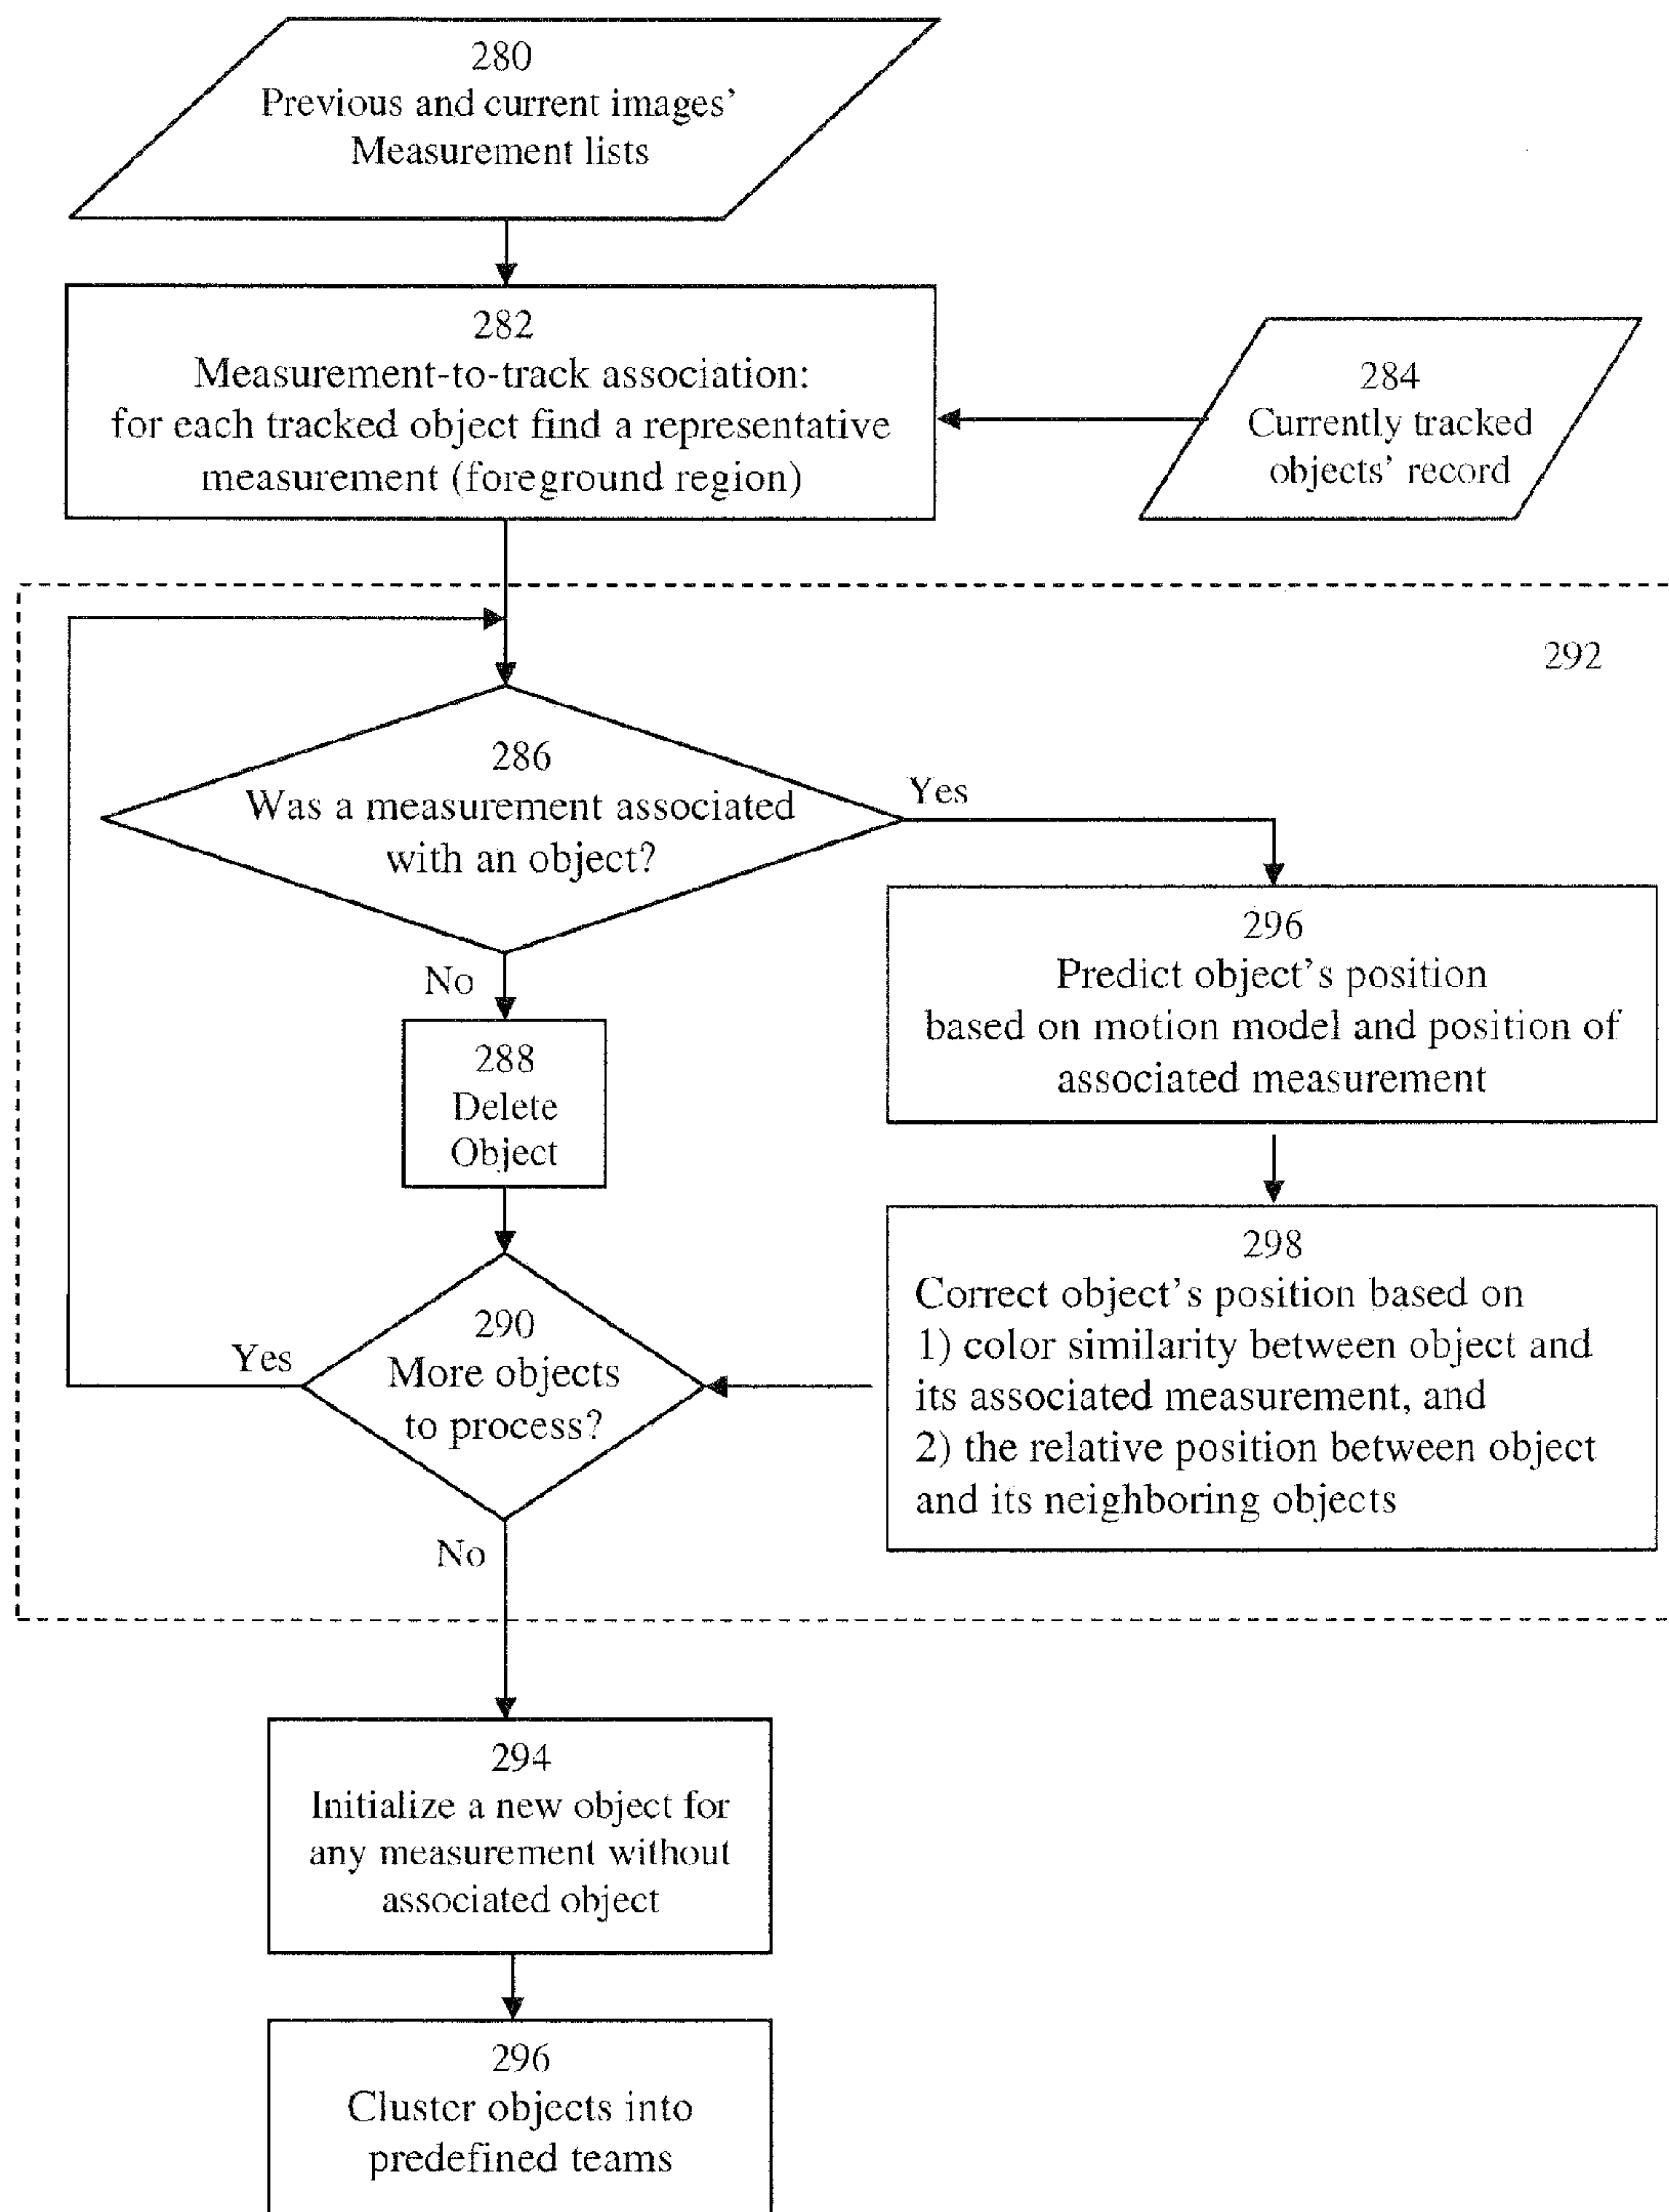 280
Previous and current images’
Measurement lists
282
Measurement-to-track association:
for each tracked object find a representative
measurement (foreground region)
284
Currently tracked
objects’ record
292
286
Was a measurement associated
with an object?
Yes
No
296
Predict object’s position
based on motion model and position of
associated measurement
288
Delete
Object
298
Correct object’s position based on
1) color similarity between object and
its associated measurement, and
2) the relative position between object
and its neighboring objects
290
More objects
to process?
Yes
No
294
Initialize a new object for
any measurement without
associated object
296
Cluster objects into
predefined teams